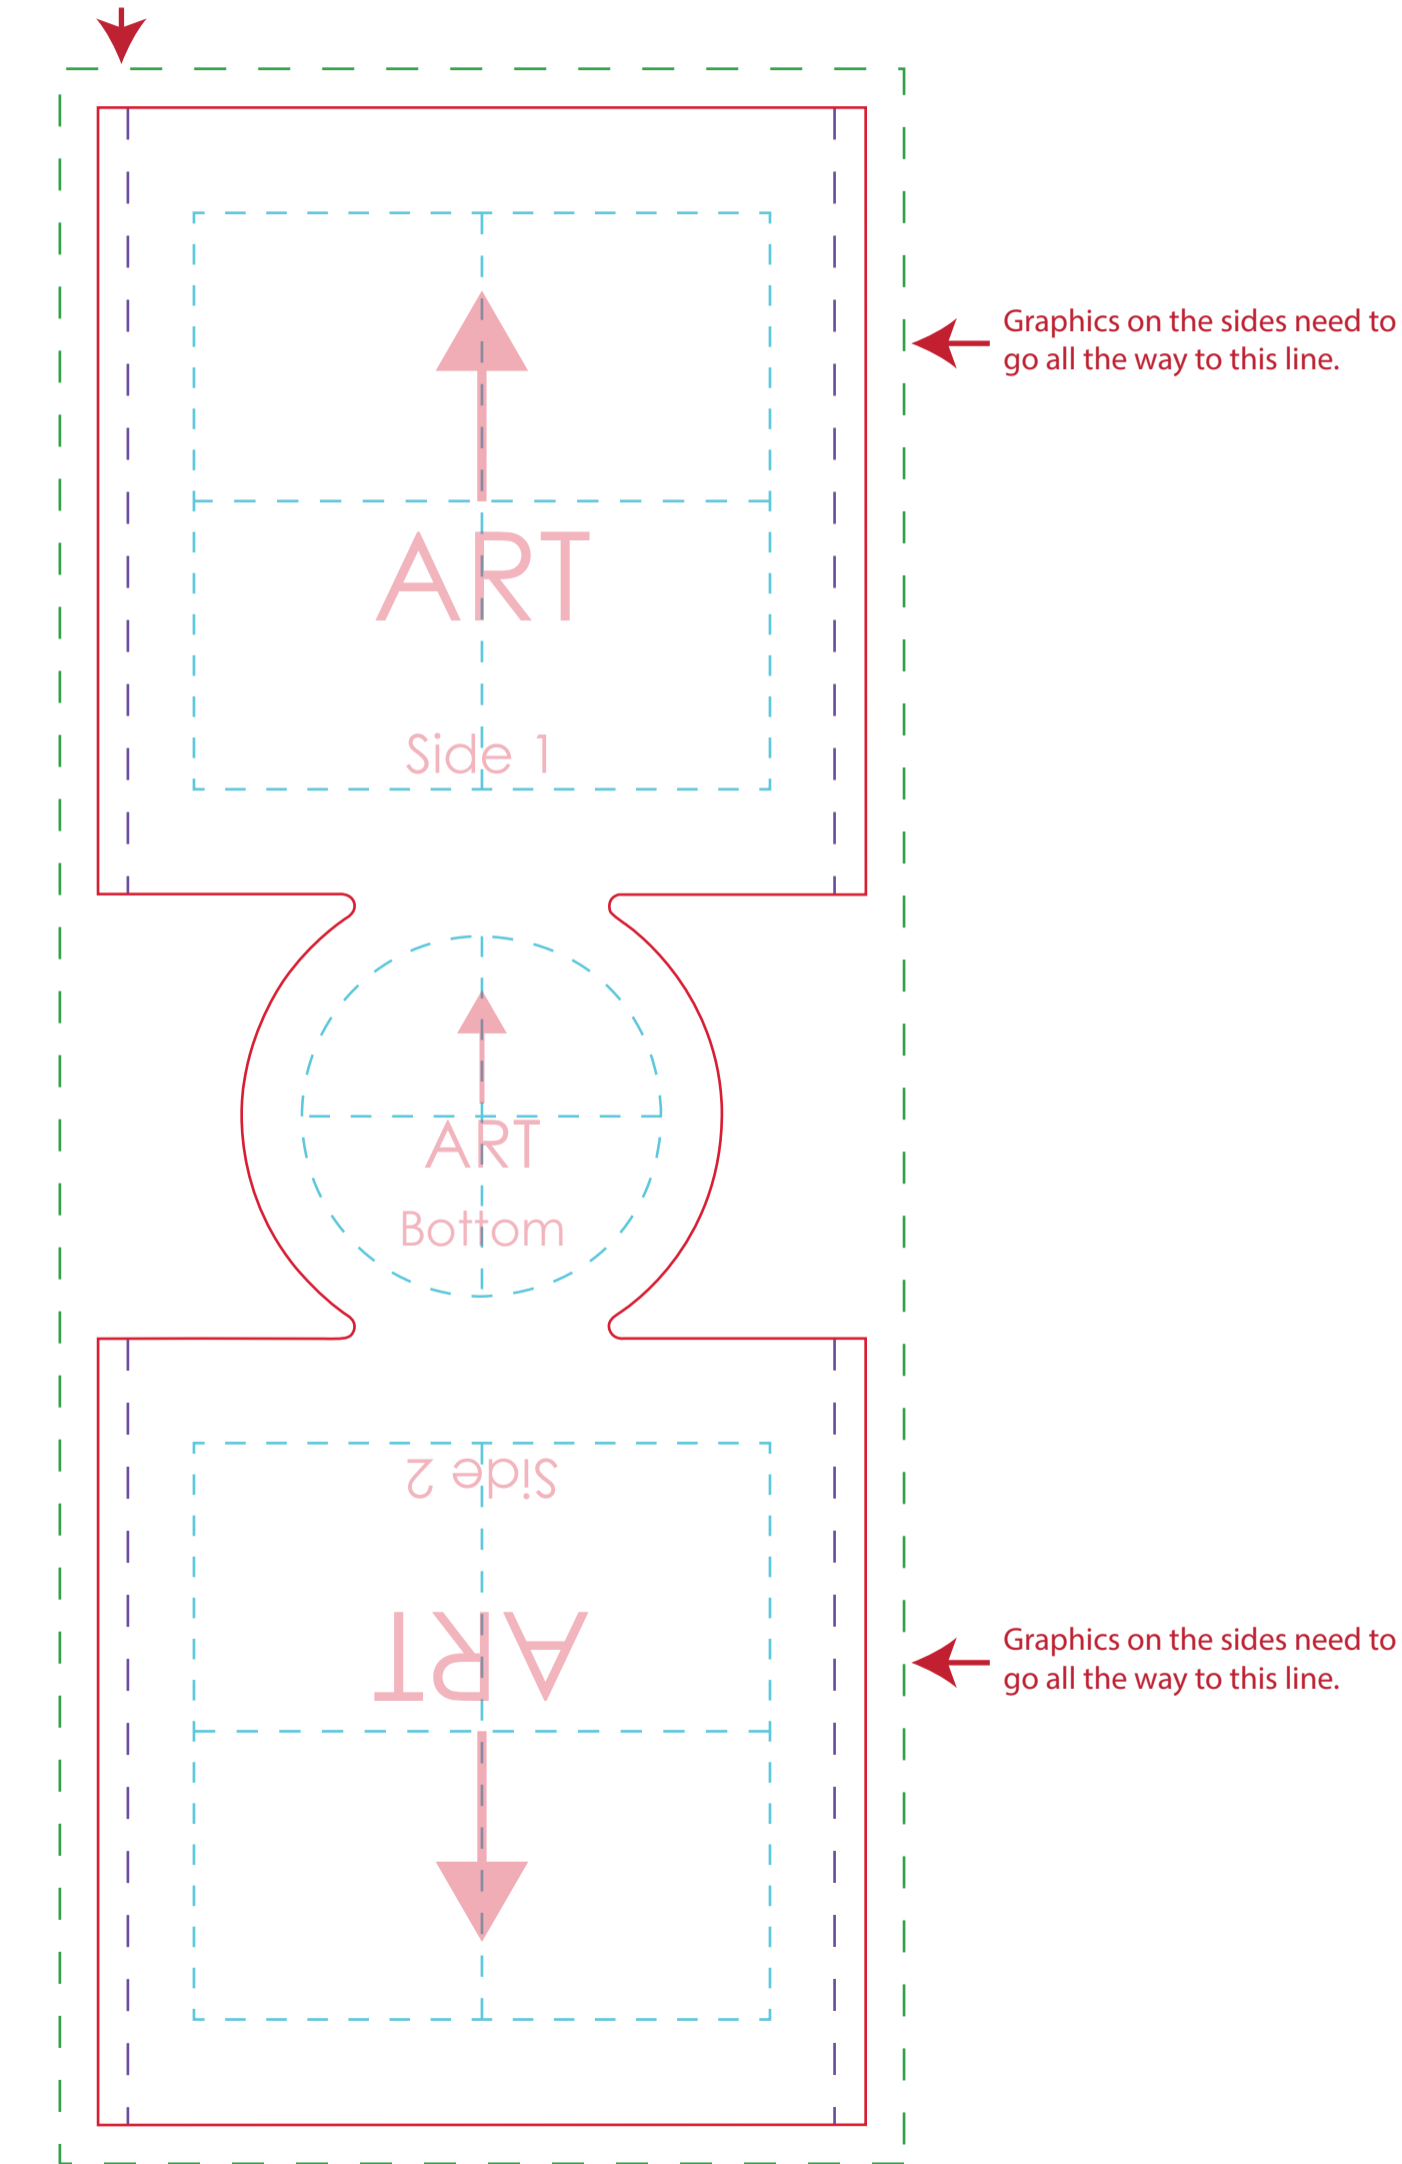 Graphics on the sides need to
go all the way to this line.
ART
Side 1
ART
Bottom
Side 2
ART
Graphics on the sides need to
go all the way to this line.